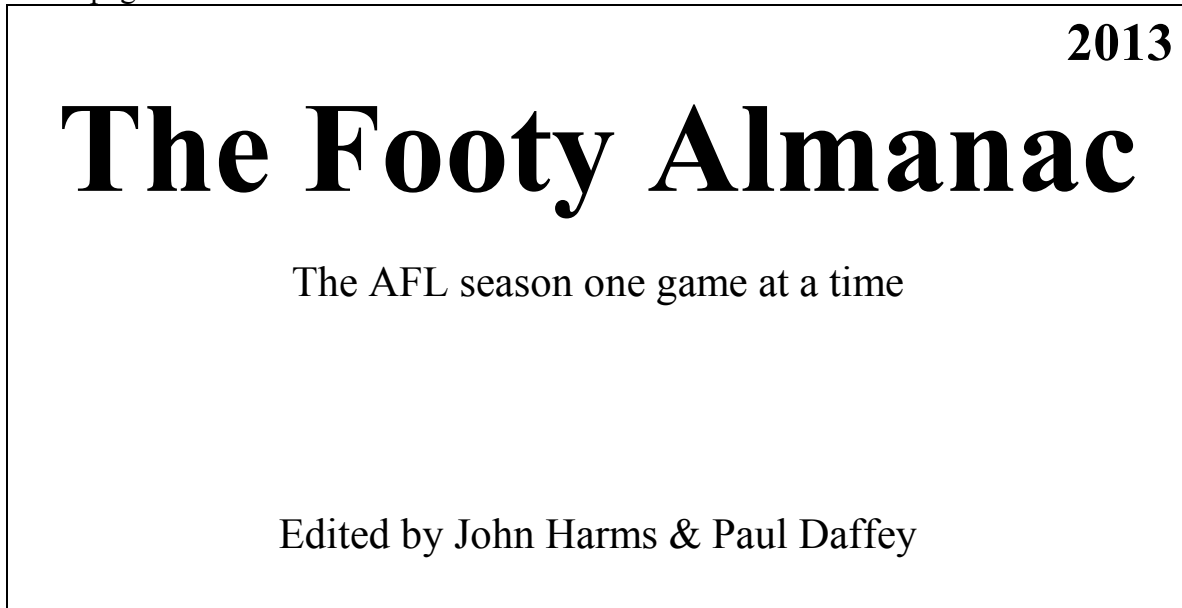 2013
The Footy Almanac
The AFL season one game at a time
Edited by John Harms & Paul Daffey